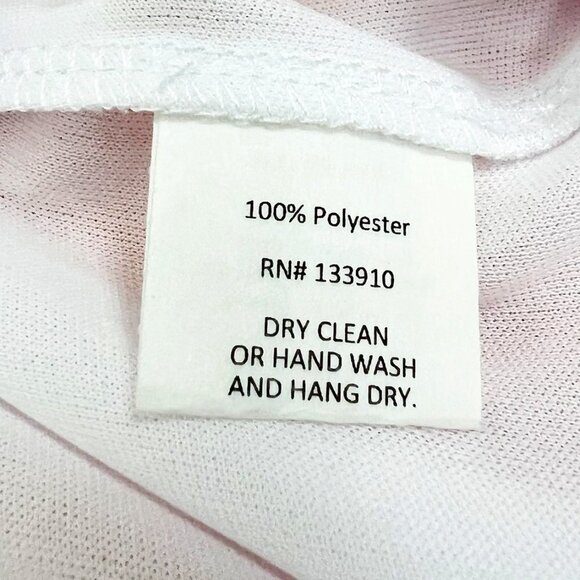 100% Polyester
RN# 133910
DRY CLEAN
OR HAND WASH
AND HANG DRY.